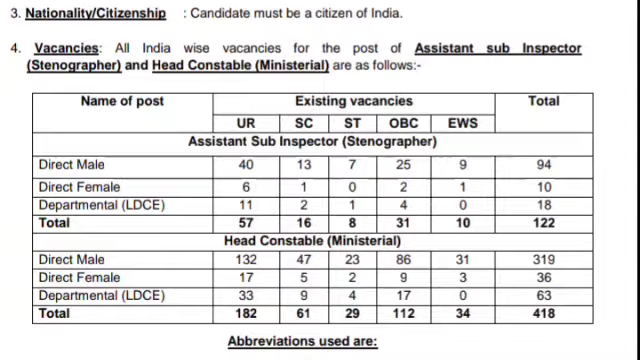 3. Nationality/Citizenship : Candidate must be a citizen of India.
4. Vacancies: All India wise vacancies for the post of Assistant sub Inspector
(Stenographer) and Head Constable (Ministerial) are as follows:-
Name of post Existing vacancies Total
UR SC ST OBC EWS
Assistant Sub Inspector (Stenographer)
Direct Male 40 13 7 25 9 94
Direct Female 6 1 0 2 1 10
Departmental (LDCE) 11 2 1 4 0 18
Total 57 16 8 31 10 122
Head Constable (Ministerial)
Direct Male 132 47 23 86 31 319
Direct Female 17 5 2 9 3 36
Departmental (LDCE) 33 9 4 17 0 63
Total 182 61 29 112 34 418
Abbreviations used are: